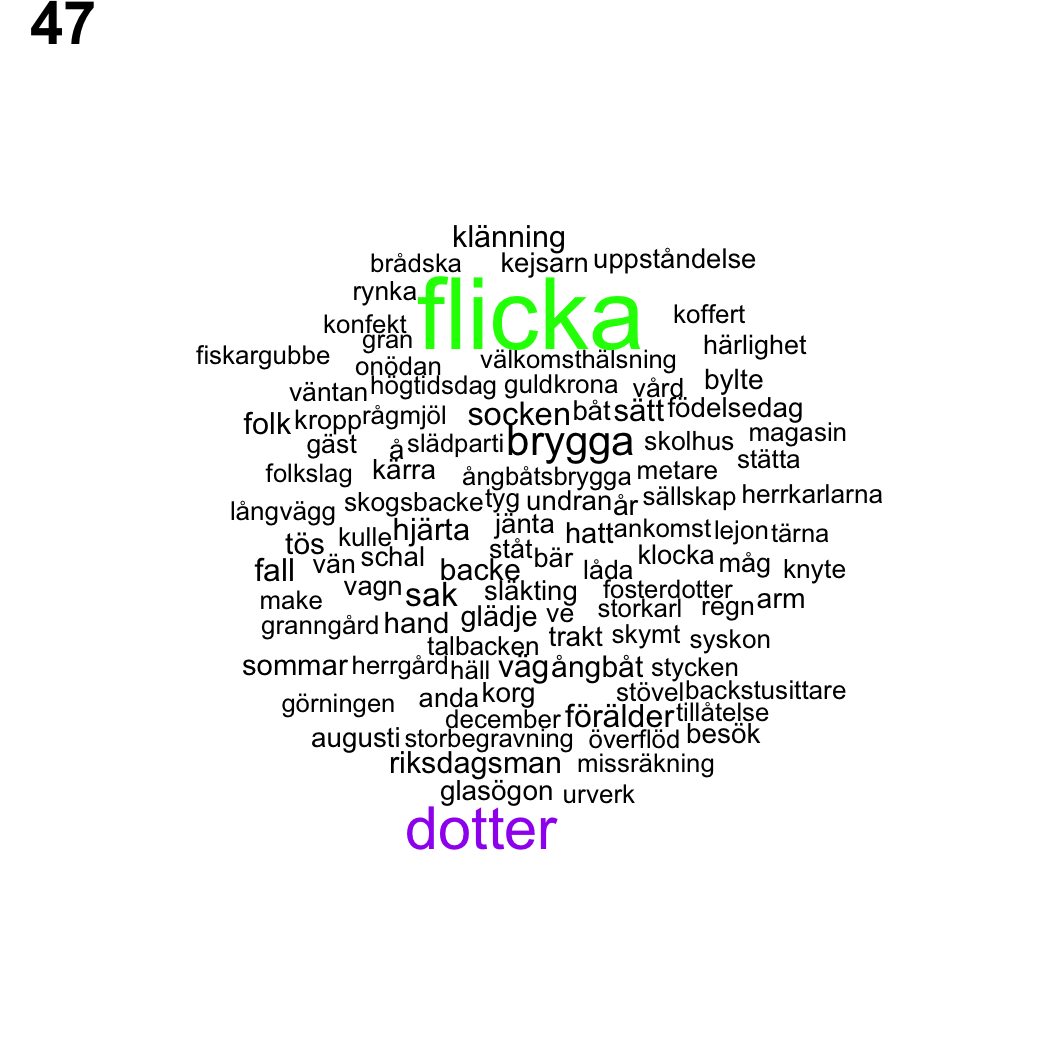 47
klänning
brådska kejsarn uppståndelse
rynka flicka koffert
konfekt gran härlighet
fiskargubbe onödan välkomsthälsning
väntan högtidsdag guldkrona vård bylte
folk kropp rågmjöl socken båt sätt födelsedag
gäst å slädparti brygga skolhus magasin
folkslag kärra ångbåtsbrygga metare stätta
långvägg skogsbacke tyg undran år sällskap herrkarlarna
tös kulle hjärta jänta hatt ankomst lejon tärna
fall vän schal ståt bär klocka måg knyte
vagn backe låda
make sak släkting fosterdotter storkarl regn arm
granngård hand glädje ve trakt skymt syskon
talbacken
sommar herrgård häll väg ångbåt stycken
görningen anda korg stövel backstusittare
december förälder tillåtelse
augusti storbegravning överflöd besök
riksdagsman missräkning
glasögon urverk
dotter